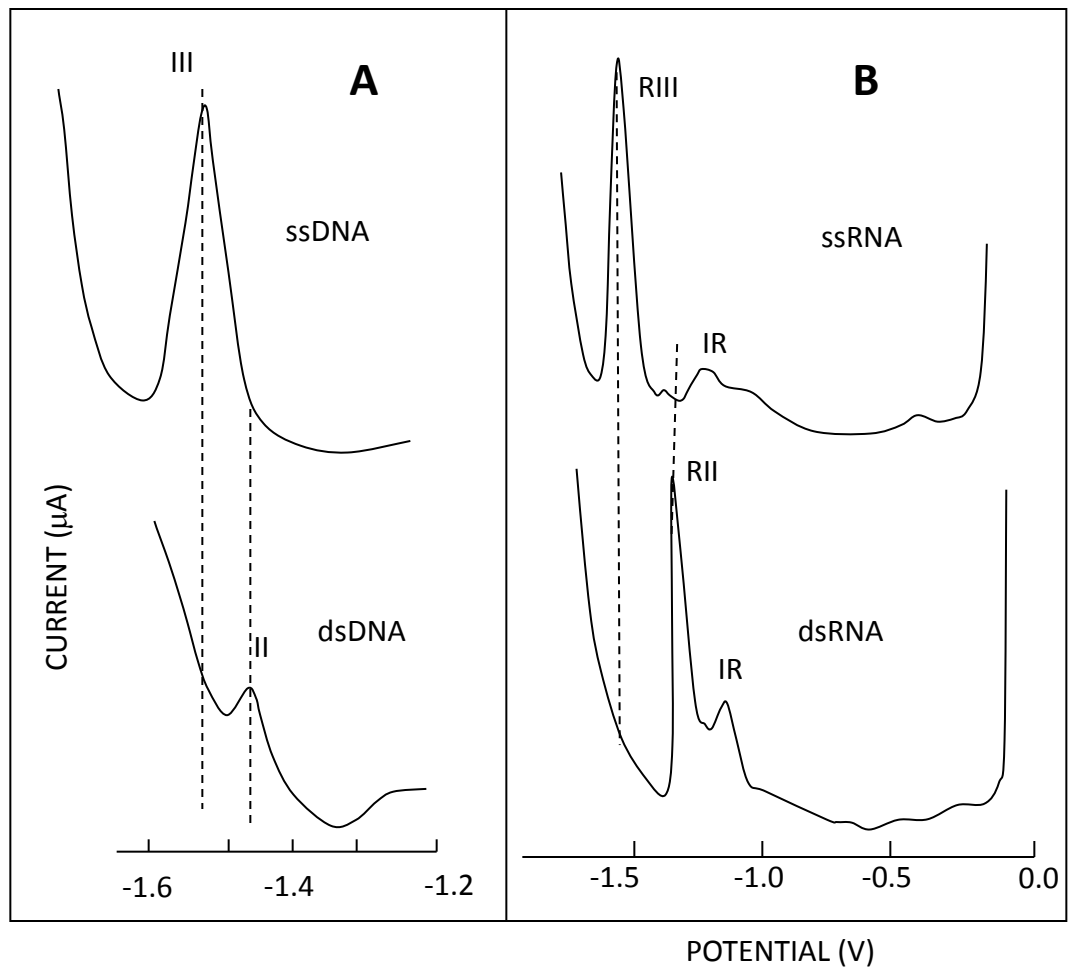 III
A
ssDNA
II
dsDNA
CURRENT (μA)
-1.6
-1.4
-1.2
B
RIII
ssRNA
IR
RII
dsRNA
IR
-1.5
-1.0
-0.5
0.0
POTENTIAL (V)